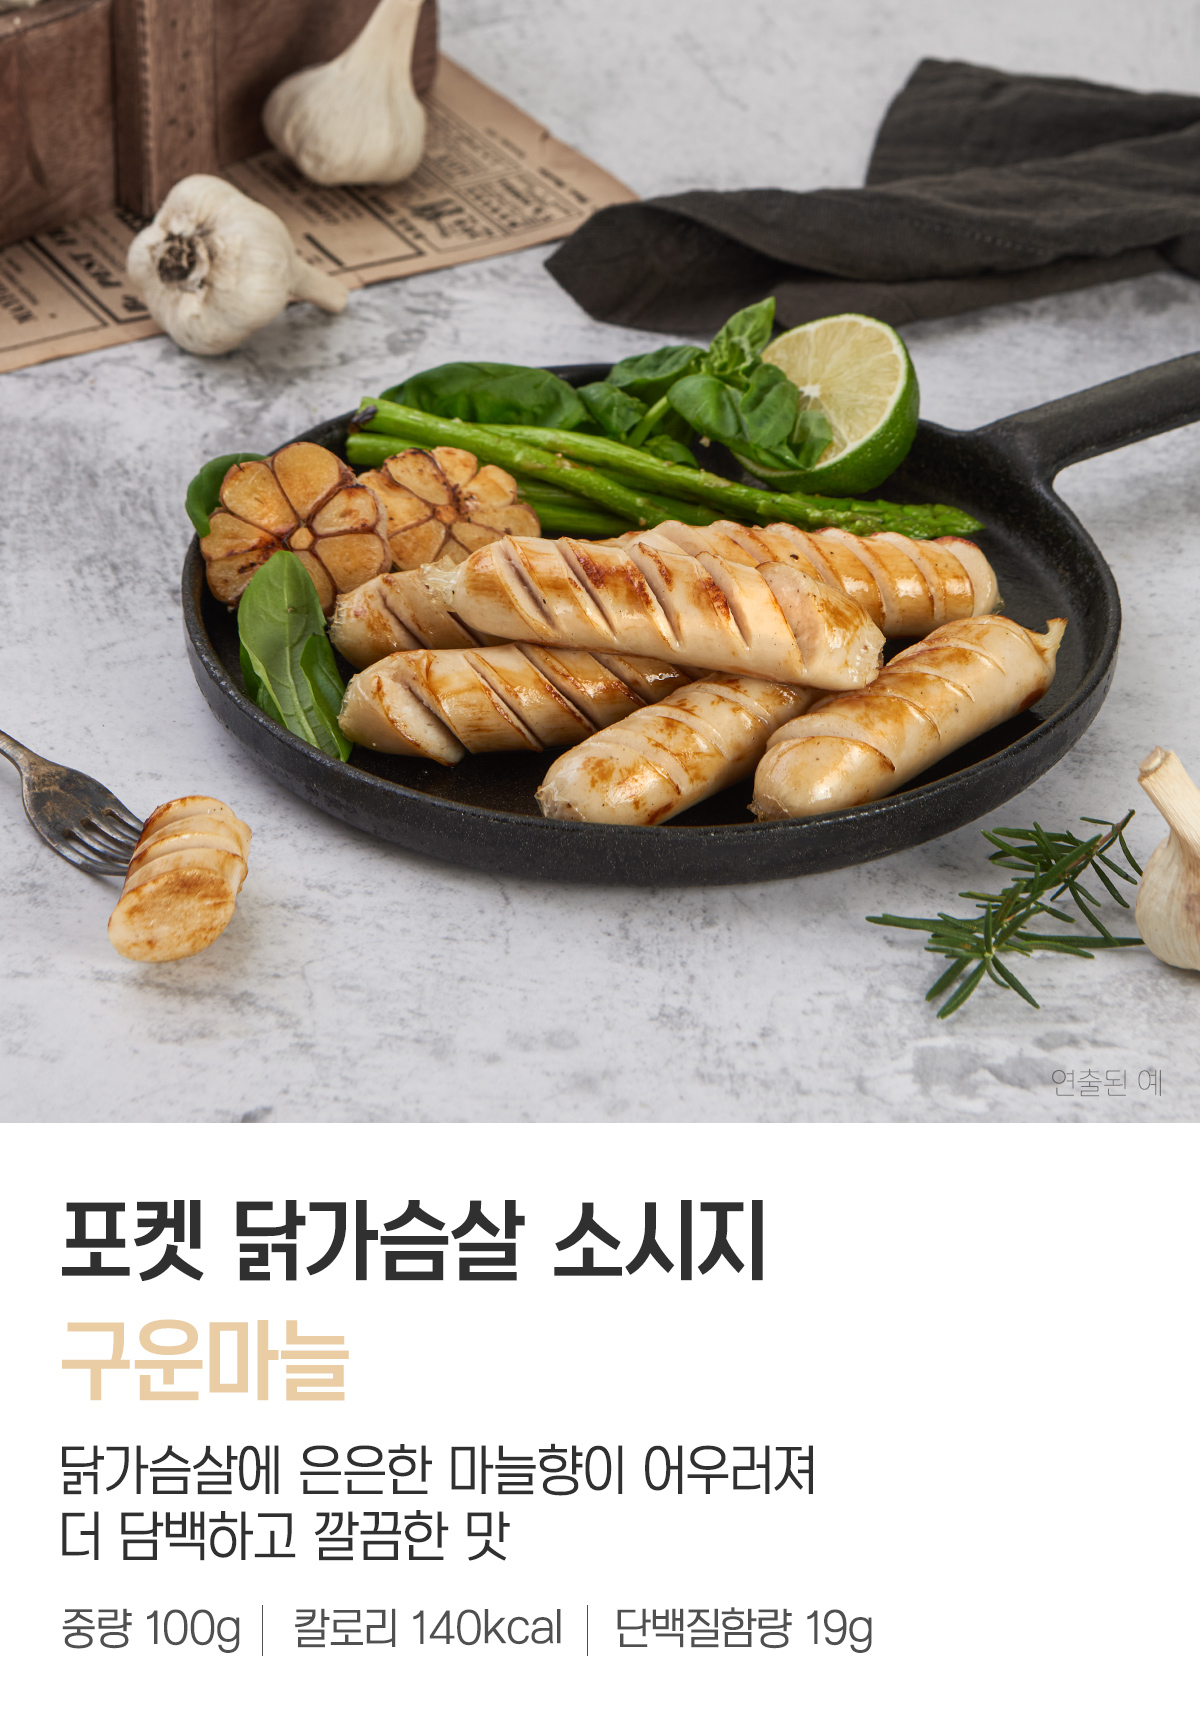 연출된 예
포켓 닭가슴살 소시지
구운마늘
닭가슴살에 은은한 마늘향이 어우러져
더 담백하고 깔끔한 맛
중량 100g | 칼로리 140kcal | 단백질함량 19g